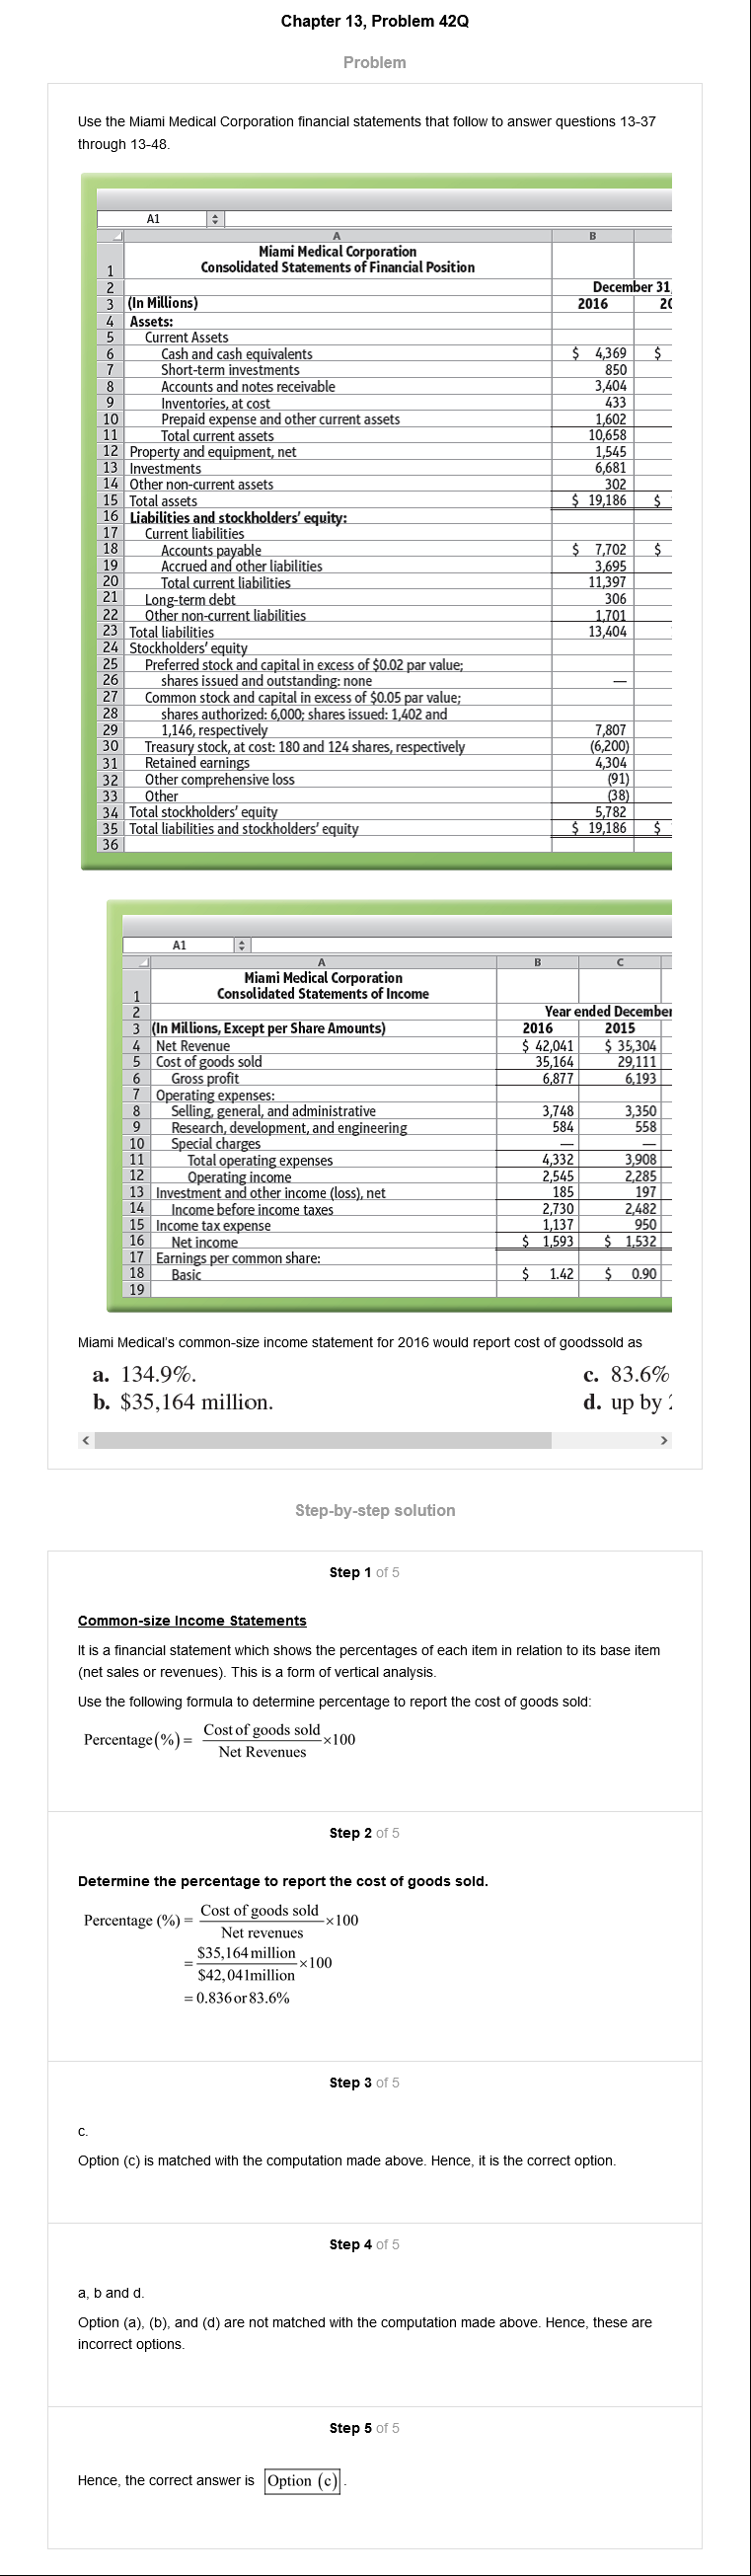 Chapter 13, Problem 42Q
Problem
Use the Miami Medical Corporation financial statements that follow to answer questions 13-37
through 13-48.
A1
A B
Miami Medical Corporation
1 Consolidated Statements of Financial Position
2 December 31,
3 (In Millions) 2016 20
4 Assets:
5 Current Assets
6 Cash and cash equivalents $ 4,369 $
7 Short-term investments 850
8 Accounts and notes receivable 3,404
9 Inventories, at cost 433
10 Prepaid expense and other current assets 1,602
11 Total current assets 10,658
12 Property and equipment, net 1,545
13 Investments 6,681
14 Other non-current assets 302
15 Total assets $ 19,186 $
16 Liabilities and stockholders' equity:
17 Current liabilities
18 Accounts payable $ 7,702 $
19 Accrued and other liabilities 3,695
20 Total current liabilities 11,397
21 Long-term debt 306
22 Other non-current liabilities 1,701
23 Total liabilities 13,404
24 Stockholders' equity
25 Preferred stock and capital in excess of $0.02 par value;
26 shares issued and outstanding: none —
27 Common stock and capital in excess of $0.05 par value;
28 shares authorized: 6,000; shares issued: 1,402 and
29 1,146, respectively 7,807
30 Treasury stock, at cost: 180 and 124 shares, respectively (6,200)
31 Retained earnings 4,304
32 Other comprehensive loss (91)
33 Other (38)
34 Total stockholders' equity 5,782
35 Total liabilities and stockholders' equity $ 19,186 $
36
A1
A B C
Miami Medical Corporation
1 Consolidated Statements of Income
2 Year ended December
3 (In Millions, Except per Share Amounts) 2016 2015
4 Net Revenue $ 42,041 $ 35,304
5 Cost of goods sold 35,164 29,111
6 Gross profit 6,877 6,193
7 Operating expenses:
8 Selling, general, and administrative 3,748 3,350
9 Research, development, and engineering 584 558
10 Special charges — —
11 Total operating expenses 4,332 3,908
12 Operating income 2,545 2,285
13 Investment and other income (loss), net 185 197
14 Income before income taxes 2,730 2,482
15 Income tax expense 1,137 950
16 Net income $ 1,593 $ 1,532
17 Earnings per common share:
18 Basic $ 1.42 $ 0.90
19
Miami Medical's common-size income statement for 2016 would report cost of goodssold as
a. 134.9%. c. 83.6%
b. $35,164 million. d. up by
Step-by-step solution
Step 1 of 5
Common-size Income Statements
It is a financial statement which shows the percentages of each item in relation to its base item
(net sales or revenues). This is a form of vertical analysis.
Use the following formula to determine percentage to report the cost of goods sold:
Percentage(%) = Cost of goods sold / Net Revenues ×100
Step 2 of 5
Determine the percentage to report the cost of goods sold.
Percentage (%) = Cost of goods sold / Net revenues ×100
= $35,164 million / $42,041million ×100
= 0.836 or 83.6%
Step 3 of 5
c.
Option (c) is matched with the computation made above. Hence, it is the correct option.
Step 4 of 5
a, b and d.
Option (a), (b), and (d) are not matched with the computation made above. Hence, these are
incorrect options.
Step 5 of 5
Hence, the correct answer is Option (c).